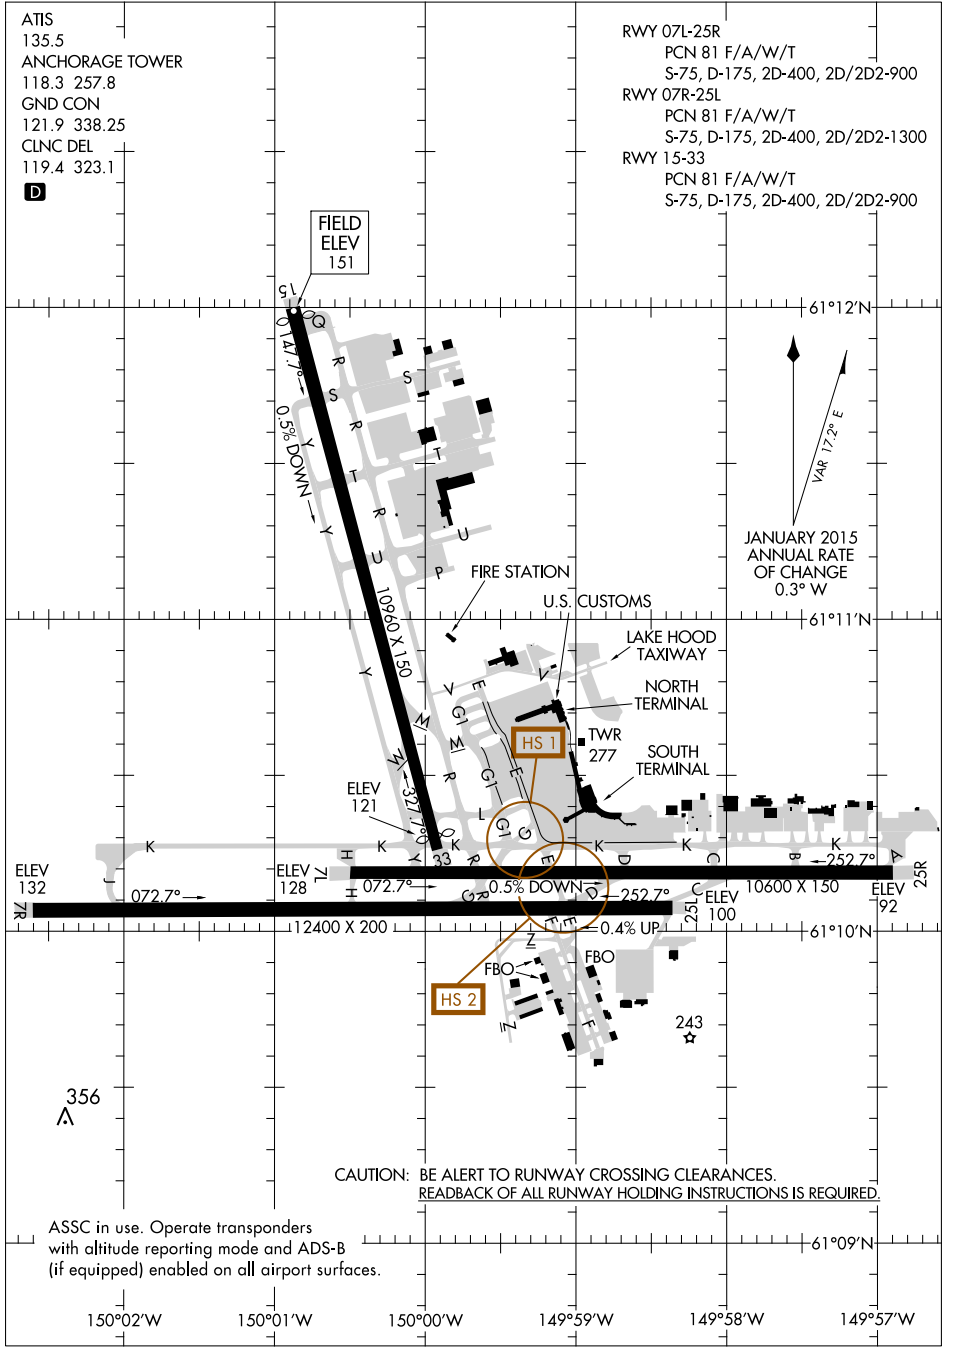 ATIS
135.5
ANCHORAGE TOWER
118.3 257.8
GND CON
121.9 338.25
CLNC DEL
119.4 323.1
D
RWY 07L-25R
PCN 81 F/A/W/T
S-75, D-175, 2D-400, 2D/2D2-900
RWY 07R-25L
PCN 81 F/A/W/T
S-75, D-175, 2D-400, 2D/2D2-1300
RWY 15-33
PCN 81 F/A/W/T
S-75, D-175, 2D-400, 2D/2D2-900
FIELD
ELEV
151
15
61°12'N
Q
147.7°
R
S
S
0.5% DOWN
R
Y
T
T
R
Y
U
U
P
VAR 17.2° E
JANUARY 2015
ANNUAL RATE
OF CHANGE
0.3° W
FIRE STATION
U.S. CUSTOMS
10960 X 150
61°11'N
LAKE HOOD
TAXIWAY
NORTH
TERMINAL
Y
V
E
V
G1
M
M
HS 1
TWR
277
SOUTH
TERMINAL
W
R
G1
E
ELEV
121
327.7°
L
G1
G
33
K
K
K
K
K
K
H
Y
R
E
D
C
B
252.7°
A
ELEV
132
ELEV
128
7L
25R
J
072.7°
H
072.7°
G
R
0.5% DOWN
D
252.7°
C
10600 X 150
ELEV
92
7R
12400 X 200
25L
ELEV
100
F
E
0.4% UP
61°10'N
Z
FBO
FBO
HS 2
Z
F
243
356
CAUTION: BE ALERT TO RUNWAY CROSSING CLEARANCES.
READBACK OF ALL RUNWAY HOLDING INSTRUCTIONS IS REQUIRED.
ASSC in use. Operate transponders
with altitude reporting mode and ADS-B
(if equipped) enabled on all airport surfaces.
61°09'N
150°02'W
150°01'W
150°00'W
149°59'W
149°58'W
149°57'W